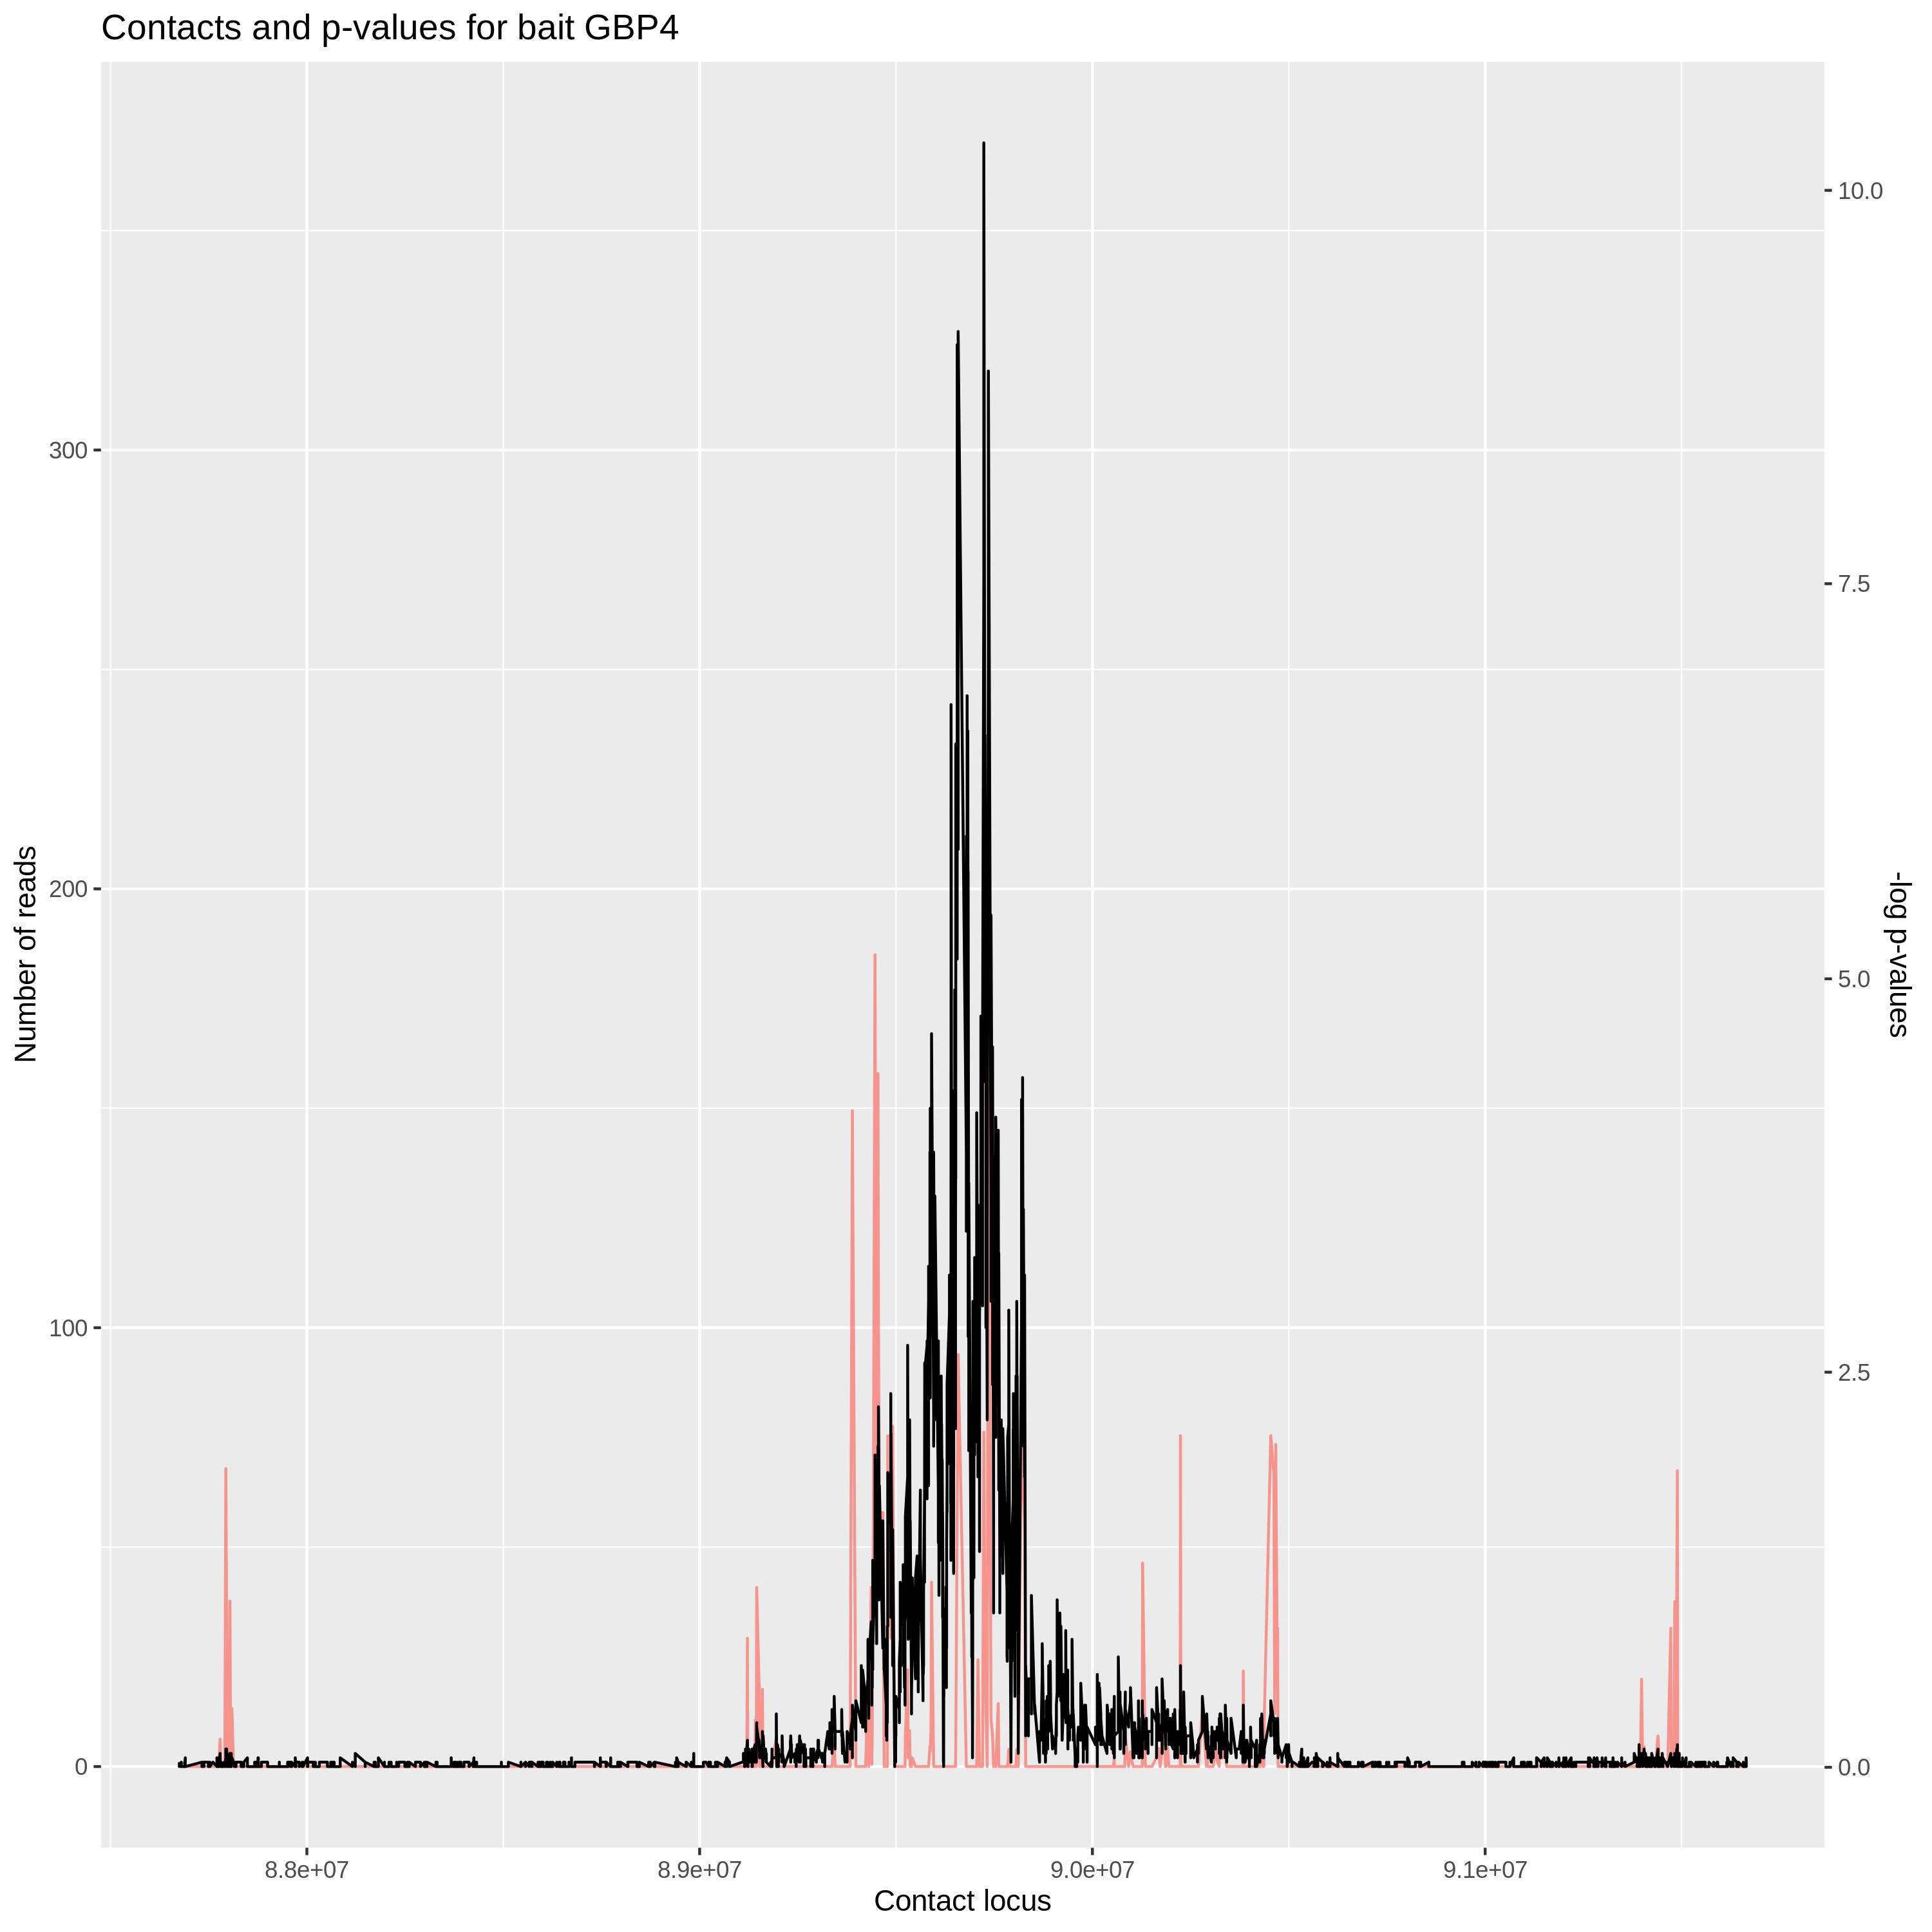 Contacts and p-values for bait GBP4
Number of reads
300
200
100
0
10.0
7.5
5.0
2.5
0.0
-log p-values
8.8e+07
8.9e+07
9.0e+07
9.1e+07
Contact locus